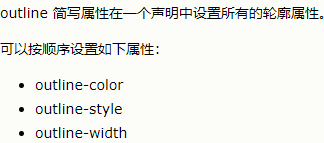 outline 简写属性在一个声明中设置所有的轮廓属性。
可以按顺序设置如下属性：
outline-color
outline-style
outline-width